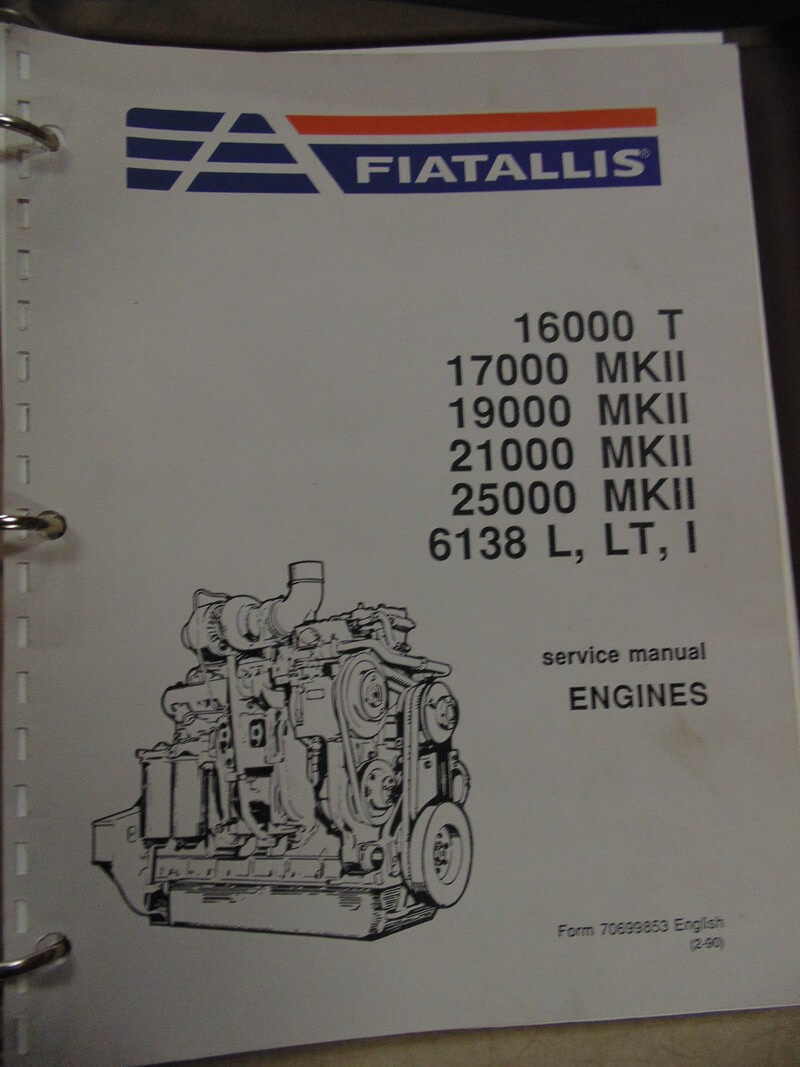 FIATALLIS®
16000 T
17000 MKII
19000 MKII
21000 MKII
25000 MKII
6138 L, LT, I
service manual
ENGINES
Form 70699853 English
(2-90)